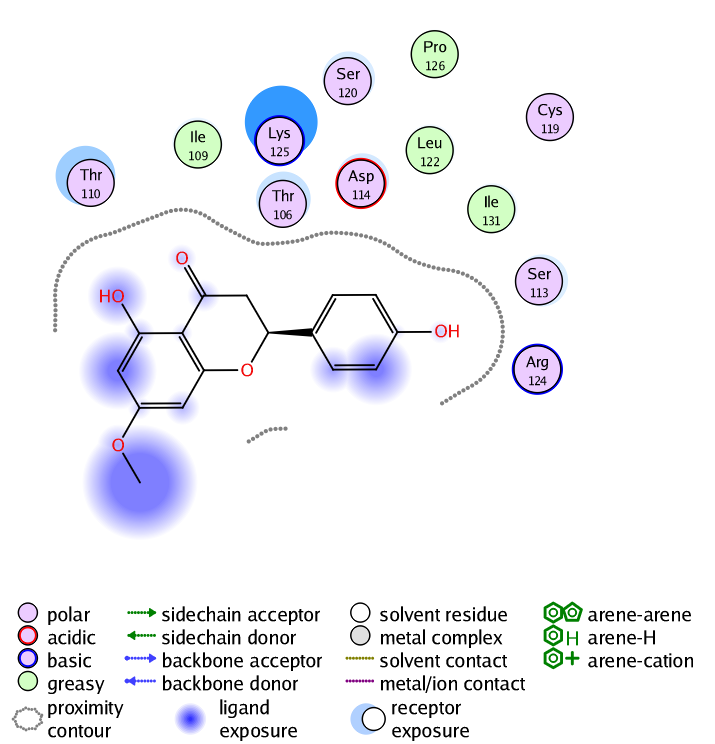 Pro
126
Ser
120
Cys
119
Ile
109
Lys
125
Leu
122
Thr
110
Thr
106
Asp
114
Ile
131
Ser
113
Arg
124
O
HO
O
OH
O
polar
sidechain acceptor
solvent residue
arene-arene
acidic
sidechain donor
metal complex
H
arene-H
basic
backbone acceptor
solvent contact
+
arene-cation
greasy
backbone donor
metal/ion contact
proximity
contour
ligand
exposure
receptor
exposure